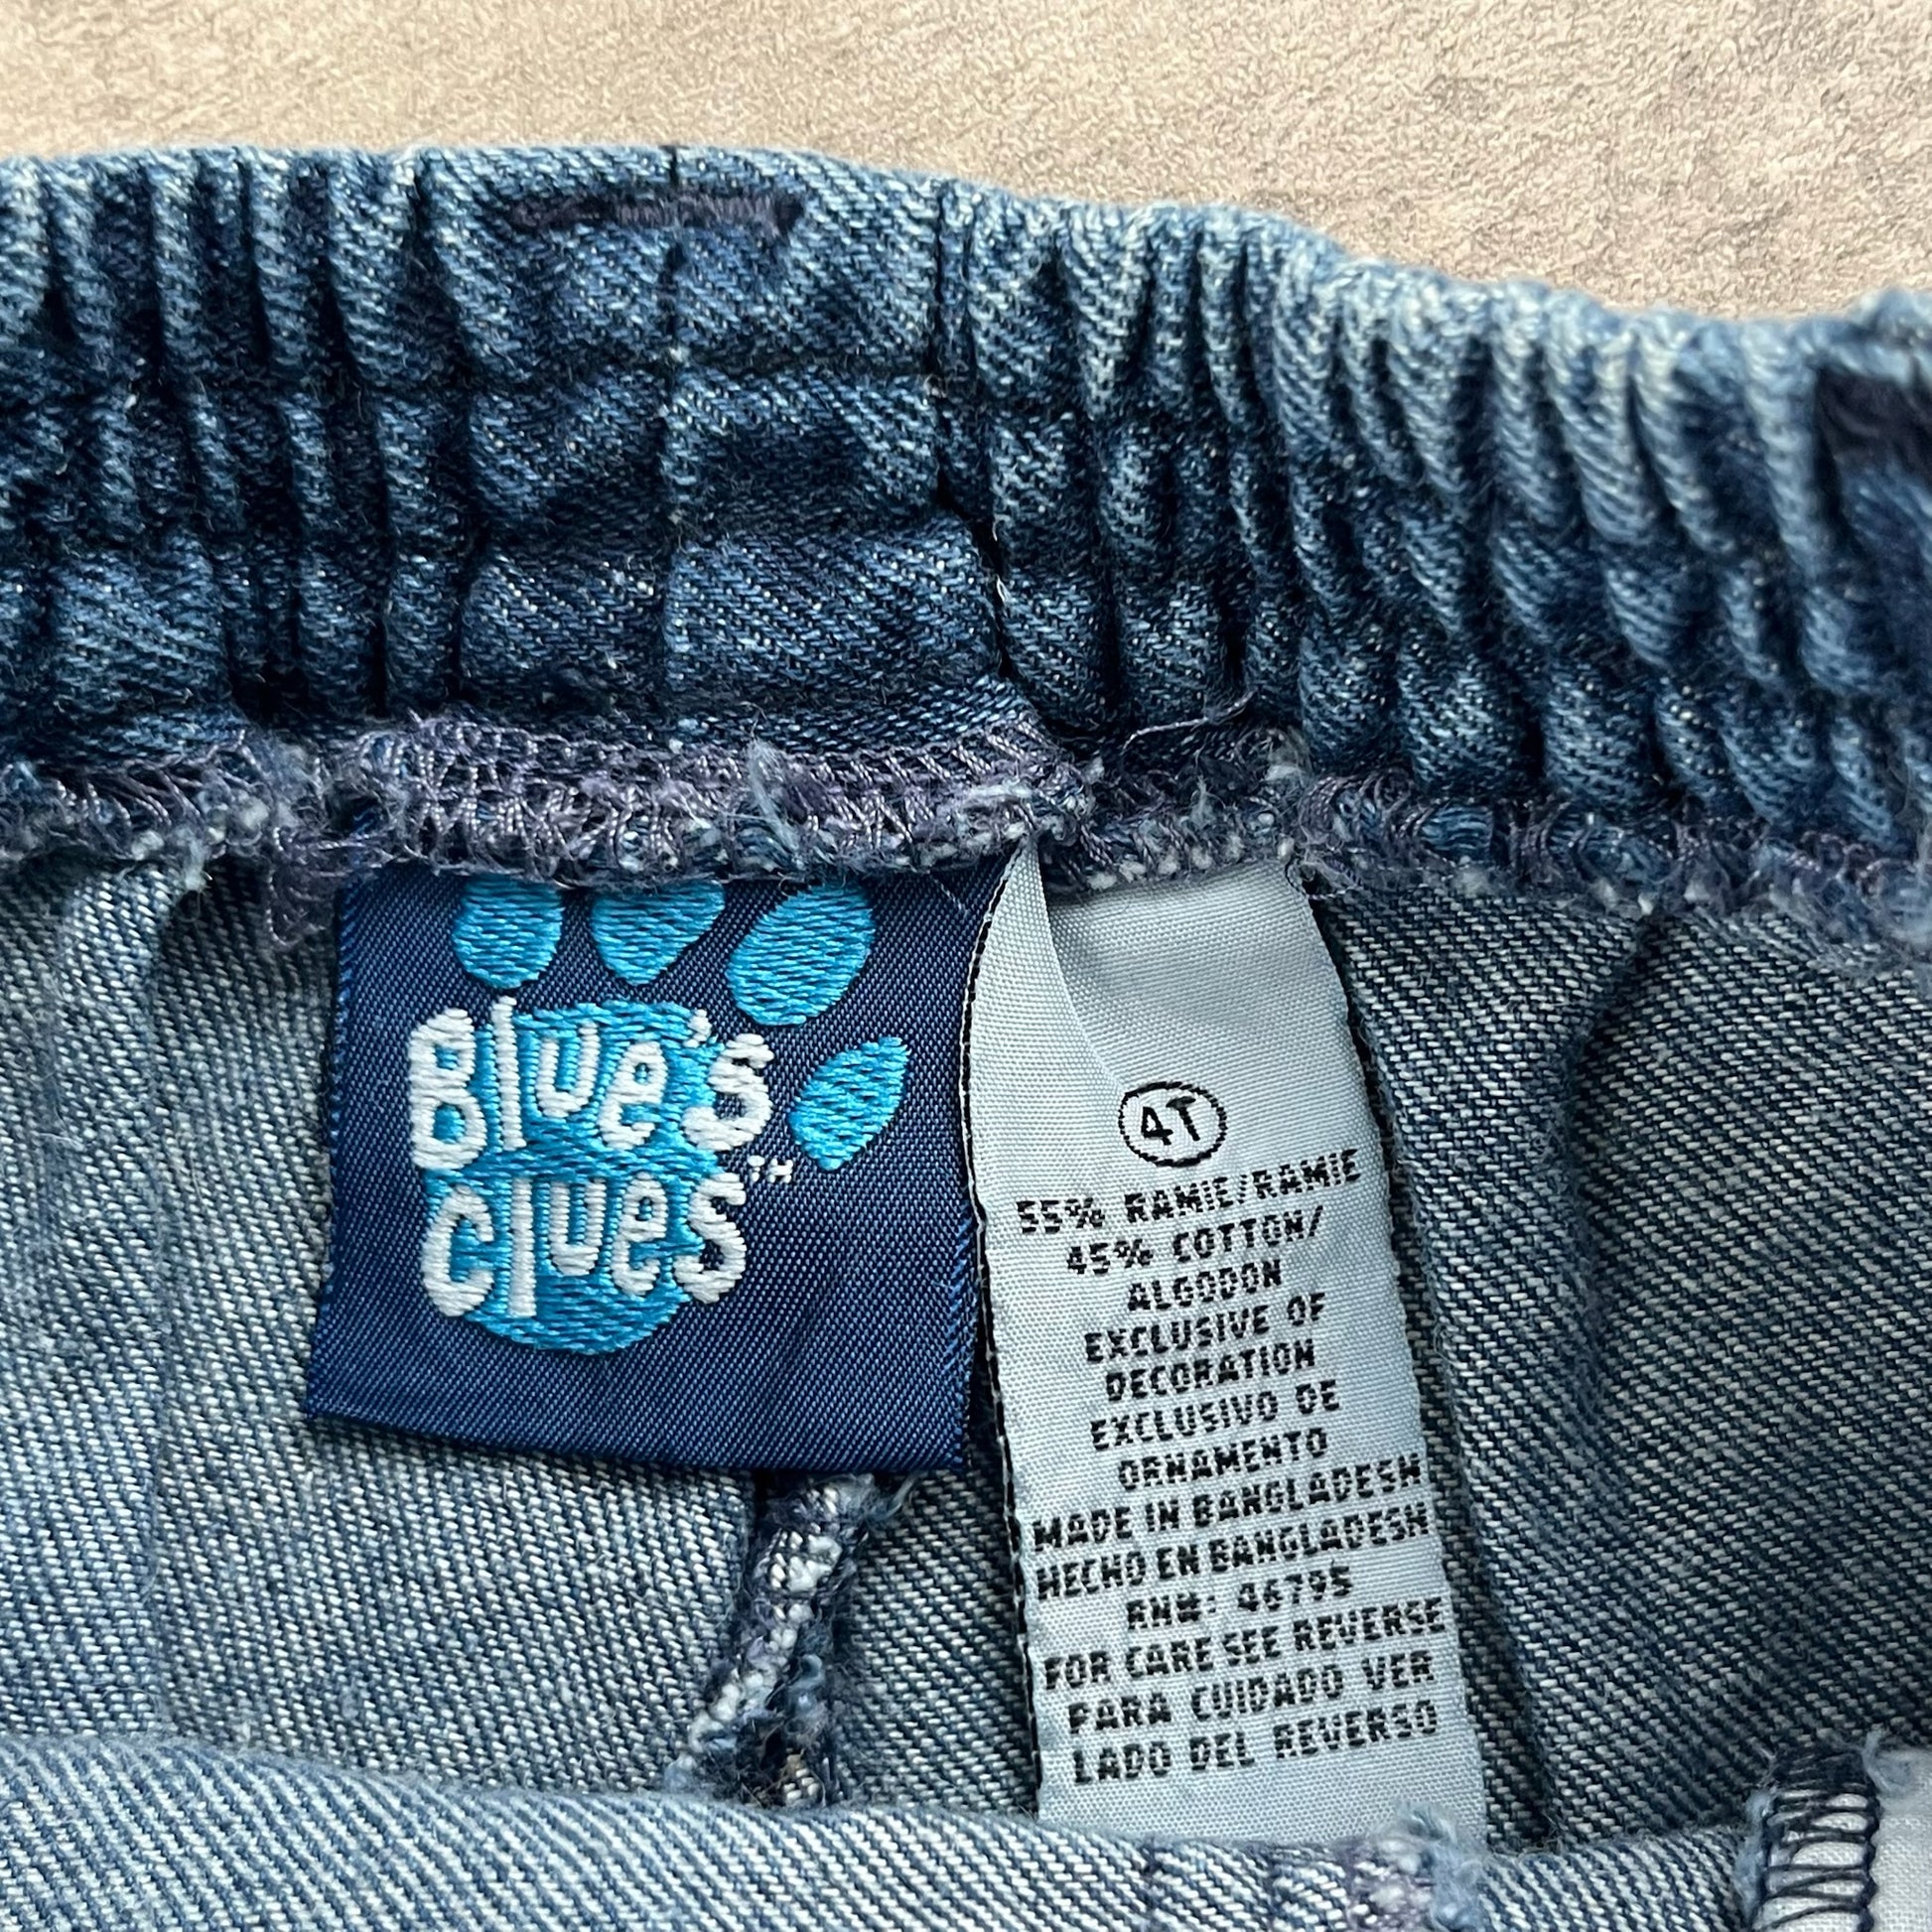 Blue's
Clues™
4T
55% RAMIE/RAMIE
45% COTTON/
ALGODON
EXCLUSIVE OF
DECORATION
EXCLUSIVO DE
ORNAMENTO
MADE IN BANGLADESH
HECHO EN BANGLADESH
RN#: 46795
FOR CARE SEE REVERSE
PARA CUIDADO VER
LADO DEL REVERSO